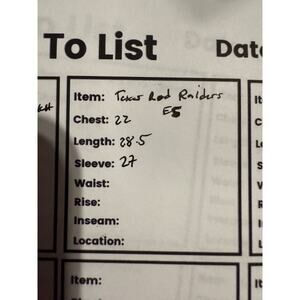 To List Date
Item: Texas Red Raiders
ES
Chest: 22
Length: 28.5
Sleeve: 27
Waist:
Rise:
Inseam:
Location:
Item: